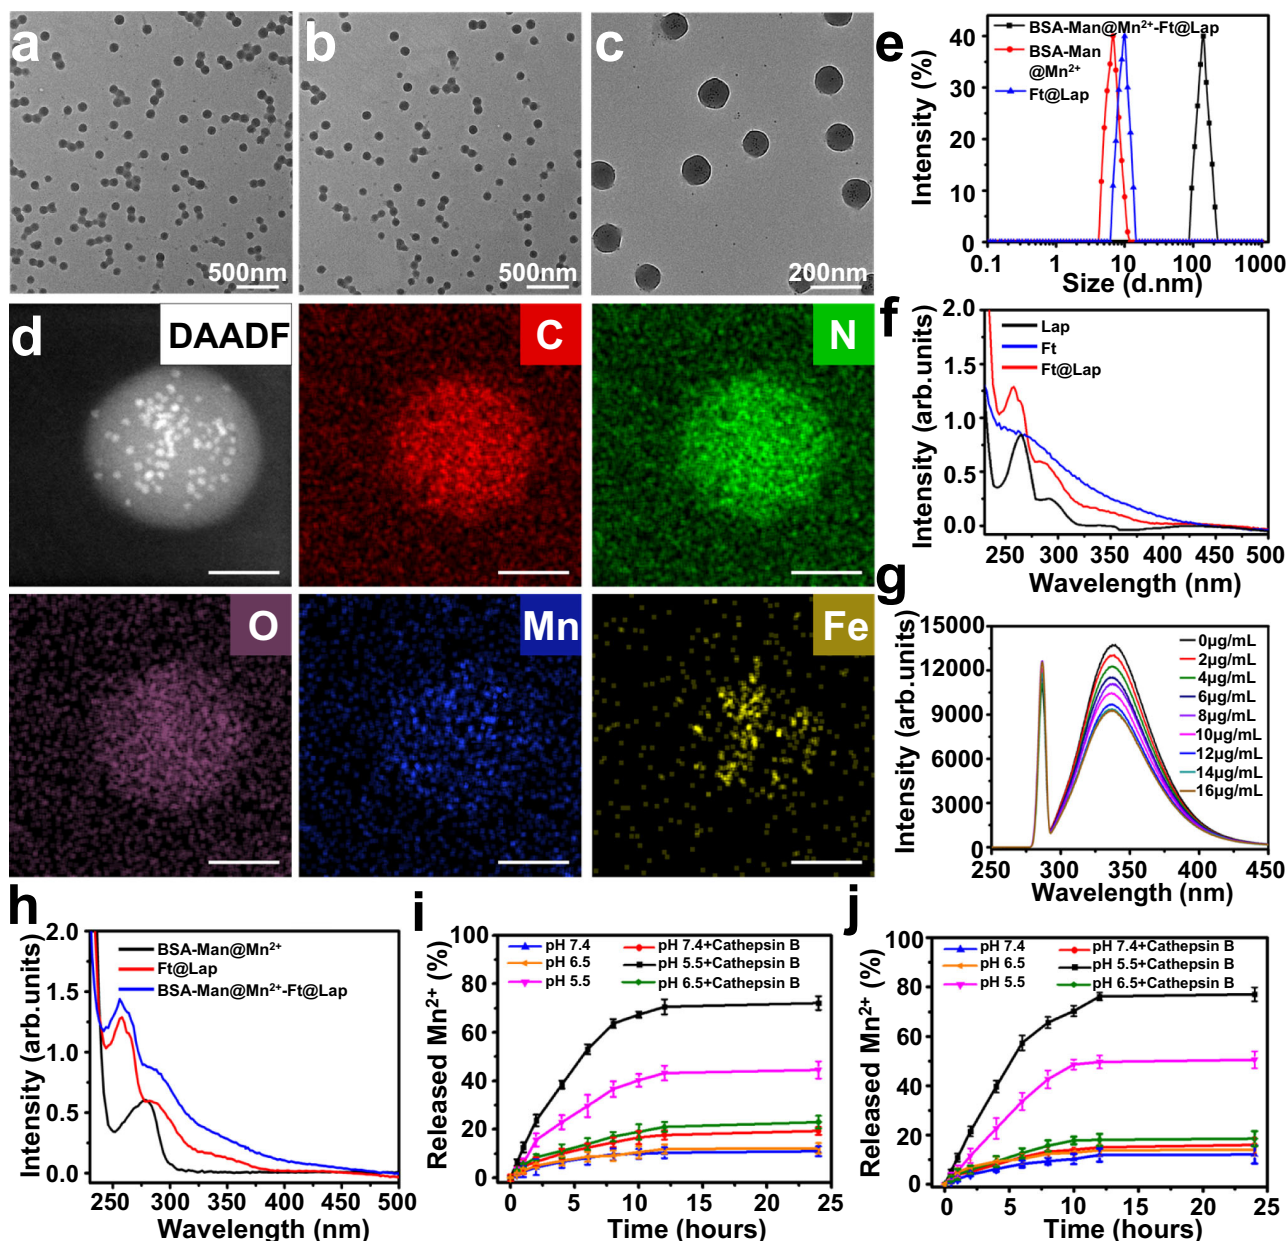 a
500nm
b
500nm
c
200nm
e
BSA-Man@Mn²⁺-Ft@Lap
BSA-Man
@Mn²⁺
Ft@Lap
Intensity (%)
40
30
20
10
0
0.1 1 10 100 1000
Size (d.nm)
d
DAADF
C
N
O
Mn
Fe
f
Lap
Ft
Ft@Lap
Intensity (arb.units)
2.0
1.5
1.0
0.5
0.0
250 300 350 400 450 500
Wavelength (nm)
g
0µg/mL
2µg/mL
4µg/mL
6µg/mL
8µg/mL
10µg/mL
12µg/mL
14µg/mL
16µg/mL
Intensity (arb.units)
15000
12000
9000
6000
3000
0
250 300 350 400 450
Wavelength (nm)
h
BSA-Man@Mn²⁺
Ft@Lap
BSA-Man@Mn²⁺-Ft@Lap
Intensity (arb.units)
2.0
1.5
1.0
0.5
0.0
250 300 350 400 450 500
Wavelength (nm)
i
pH 7.4 pH 7.4+Cathepsin B
pH 6.5 pH 5.5+Cathepsin B
pH 5.5 pH 6.5+Cathepsin B
Released Mn²⁺ (%)
100
80
60
40
20
0
0 5 10 15 20 25
Time (hours)
j
pH 7.4 pH 7.4+Cathepsin B
pH 6.5 pH 5.5+Cathepsin B
pH 5.5 pH 6.5+Cathepsin B
Released Mn²⁺ (%)
100
80
60
40
20
0
0 5 10 15 20 25
Time (hours)